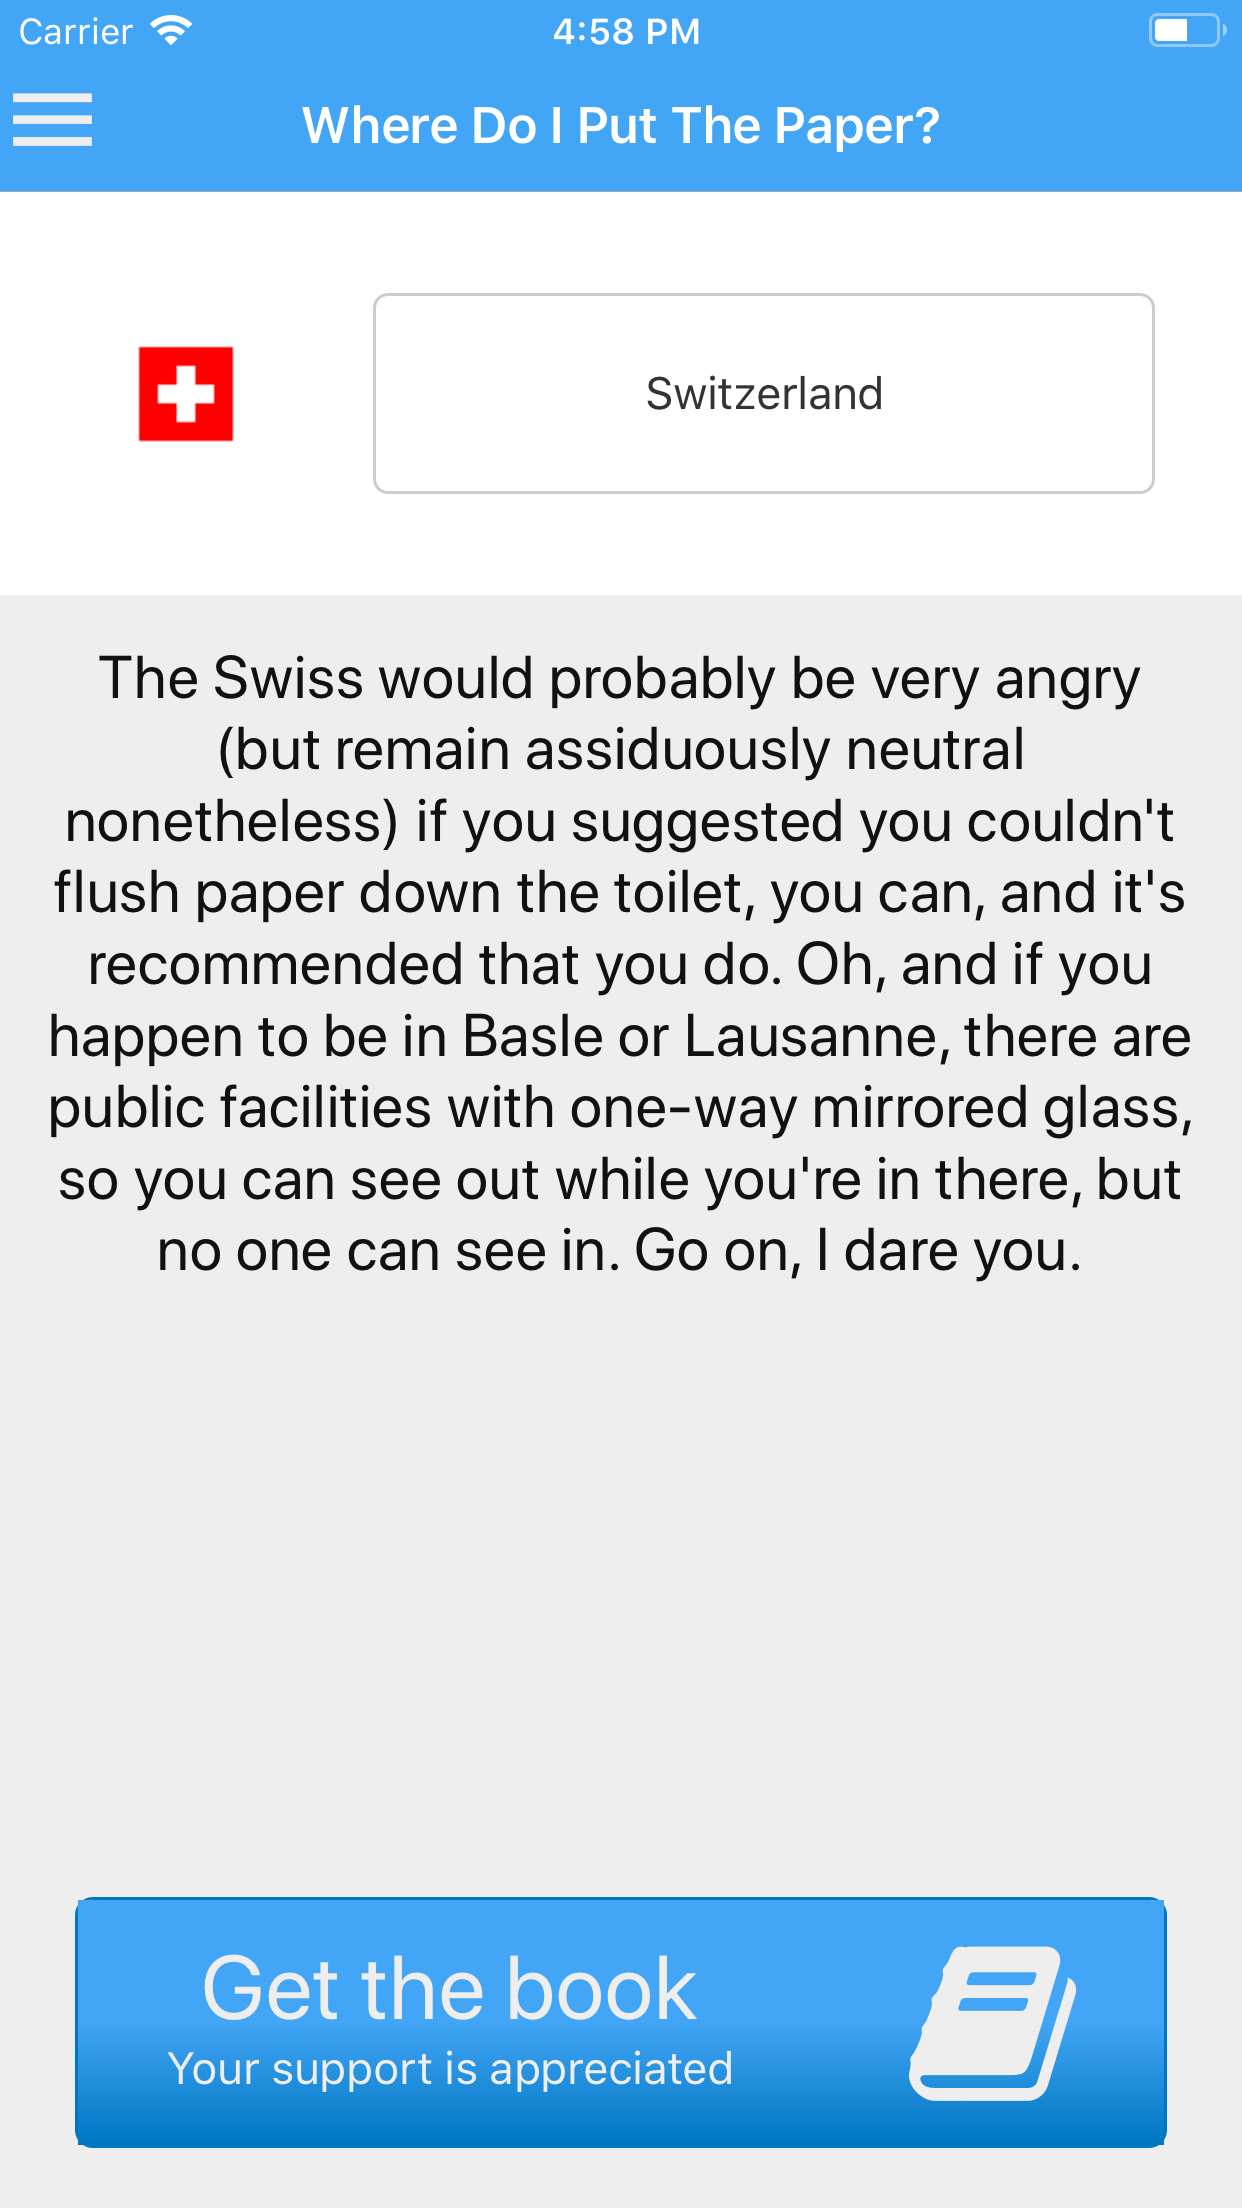 Carrier
4:58 PM
Where Do I Put The Paper?
Switzerland
The Swiss would probably be very angry
(but remain assiduously neutral
nonetheless) if you suggested you couldn't
flush paper down the toilet, you can, and it's
recommended that you do. Oh, and if you
happen to be in Basle or Lausanne, there are
public facilities with one-way mirrored glass,
so you can see out while you're in there, but
no one can see in. Go on, I dare you.
Get the book
Your support is appreciated